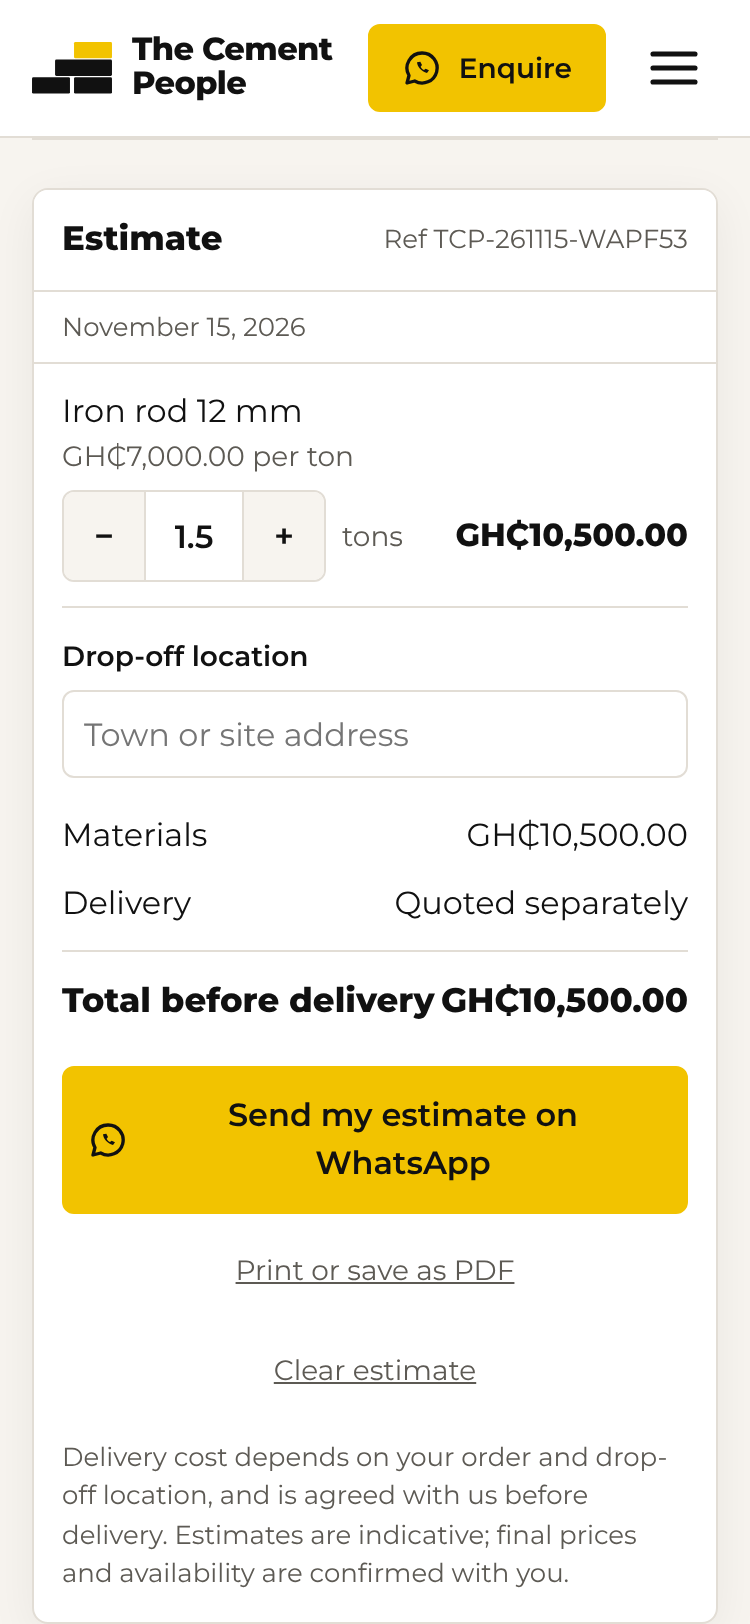 The Cement
People
Enquire
Estimate
Ref TCP-261115-WAPF53
November 15, 2026
Iron rod 12 mm
GH₵7,000.00 per ton
− 1.5 + tons GH₵10,500.00
Drop-off location
Town or site address
Materials GH₵10,500.00
Delivery Quoted separately
Total before delivery GH₵10,500.00
Send my estimate on
WhatsApp
Print or save as PDF
Clear estimate
Delivery cost depends on your order and drop-
off location, and is agreed with us before
delivery. Estimates are indicative; final prices
and availability are confirmed with you.